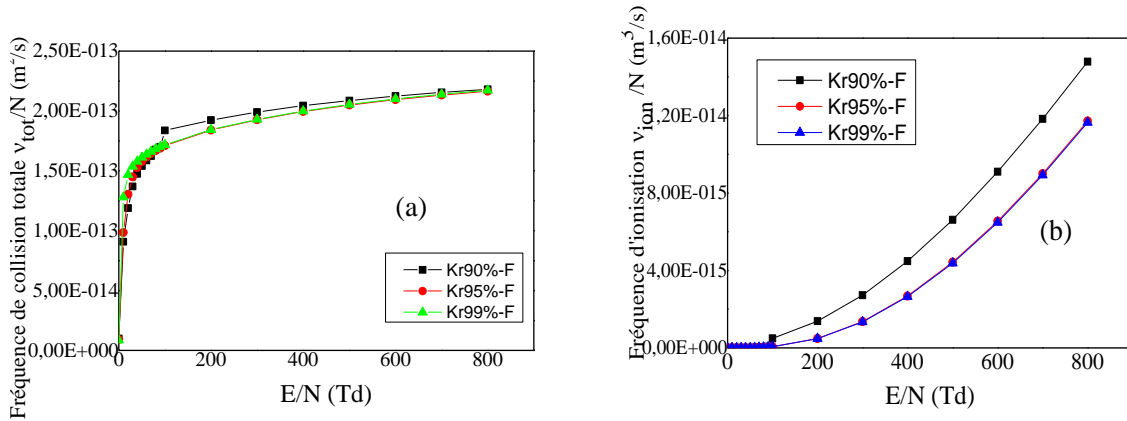 Fréquence de collision totale νtot/N (m³/s)
2,50E-013
2,00E-013
1,50E-013
1,00E-013
5,00E-014
0,00E+000
200
400
600
800
(a)
Kr90%-F
Kr95%-F
Kr99%-F
E/N (Td)
Fréquence d'ionisation νion/N (m³/s)
1,60E-014
1,20E-014
8,00E-015
4,00E-015
0,00E+000
0
200
400
600
800
Kr90%-F
Kr95%-F
Kr99%-F
(b)
E/N (Td)